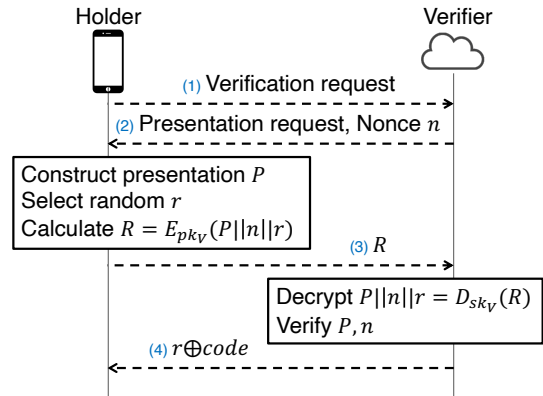 Holder
Verifier
(1) Verification request
(2) Presentation request, Nonce n
Construct presentation P
Select random r
Calculate R = E_{pk_V}(P||n||r)
(3) R
Decrypt P||n||r = D_{sk_V}(R)
Verify P, n
(4) r⊕code